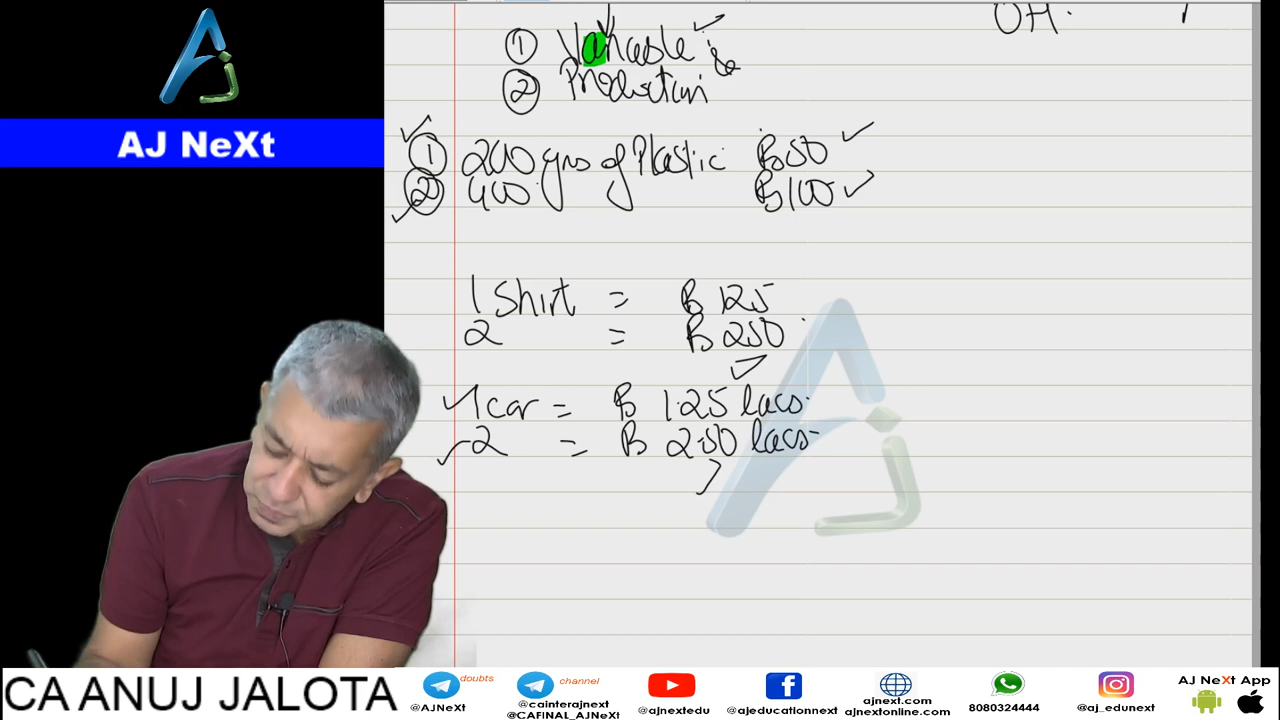 OH.
① Variable &
② Production
AJ NeXt
① 200 gms of Plastic ₨ 50
② 400 ₨ 100
1 Shirt = ₨ 125
2 = ₨ 250
1 car = ₨ 1.25 lacs
2 = ₨ 2.50 lacs
CA ANUJ JALOTA
doubts
@AJNeXt
channel
@cainterajnext
@CAFINAL_AJNeXt
@ajnextedu
@ajeducationnext
ajnext.com
ajnextonline.com
8080324444
@aj_edunext
AJ NeXt App